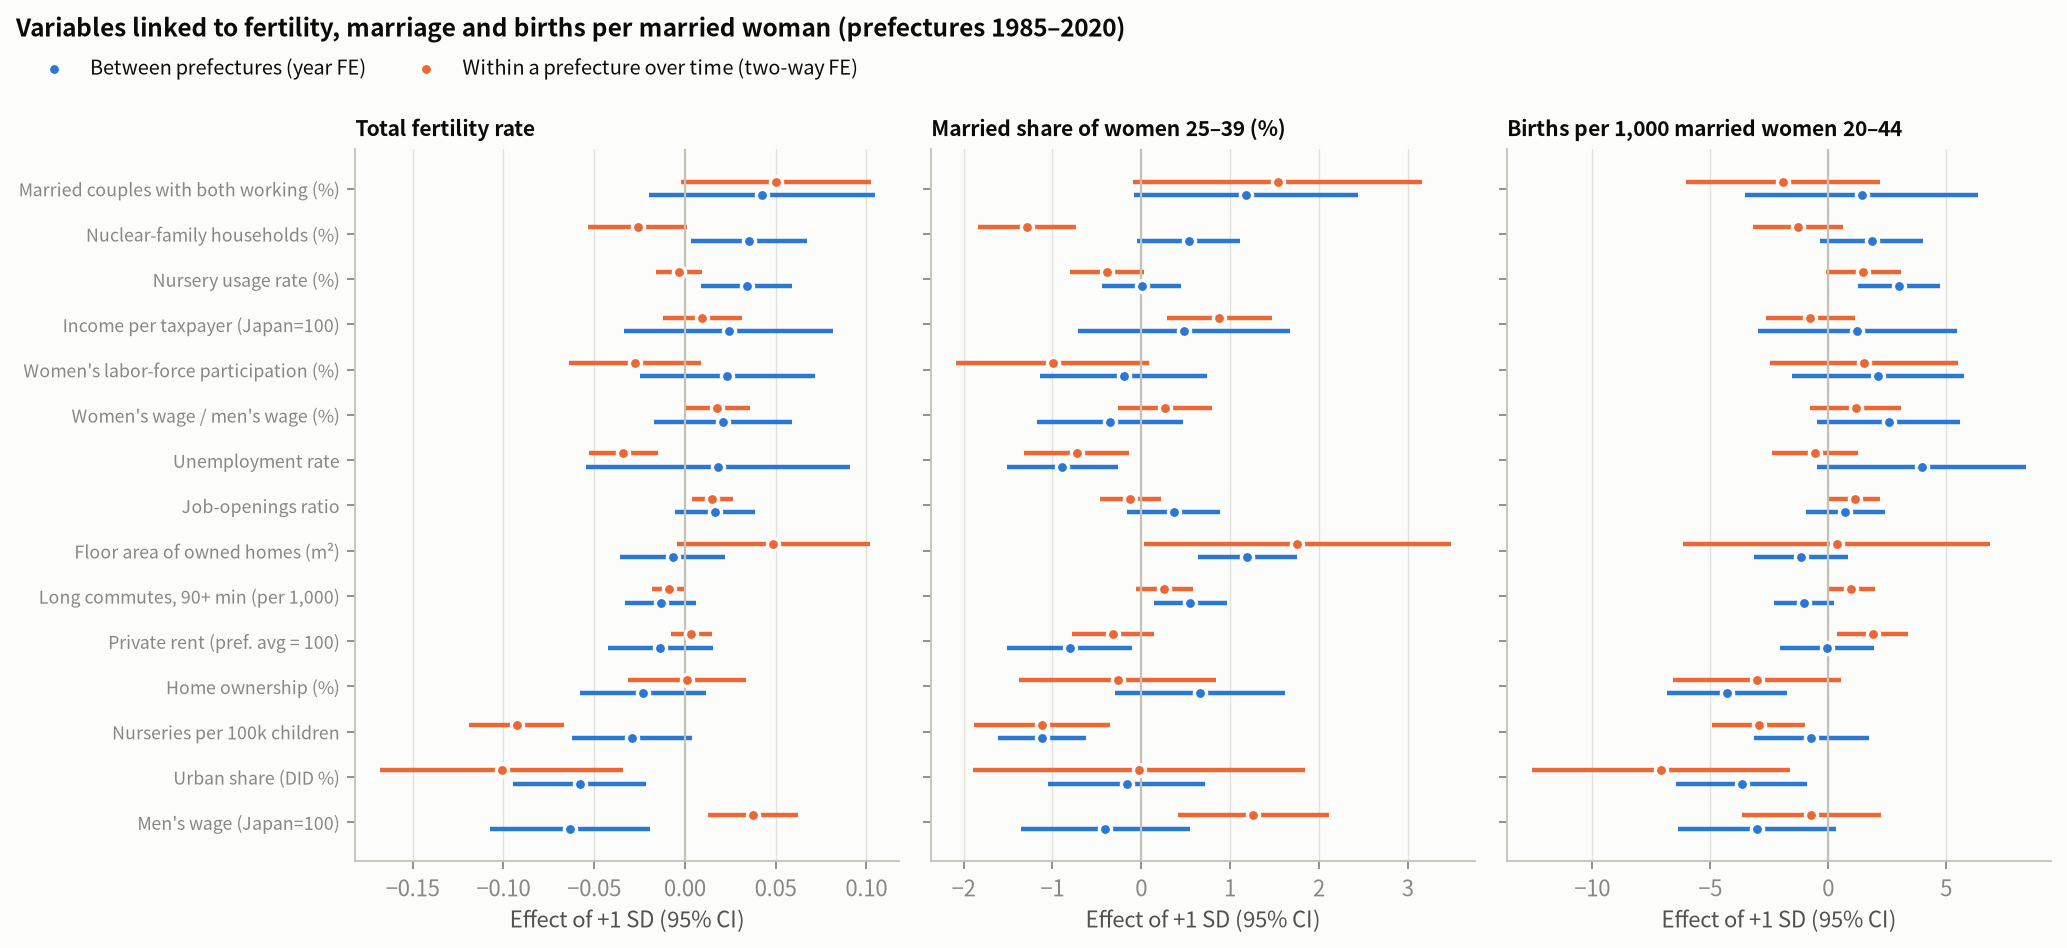 Variables linked to fertility, marriage and births per married woman (prefectures 1985–2020)
Between prefectures (year FE)
Within a prefecture over time (two-way FE)
Total fertility rate
Married share of women 25–39 (%)
Births per 1,000 married women 20–44
Married couples with both working (%)
Nuclear-family households (%)
Nursery usage rate (%)
Income per taxpayer (Japan=100)
Women's labor-force participation (%)
Women's wage / men's wage (%)
Unemployment rate
Job-openings ratio
Floor area of owned homes (m²)
Long commutes, 90+ min (per 1,000)
Private rent (pref. avg = 100)
Home ownership (%)
Nurseries per 100k children
Urban share (DID %)
Men's wage (Japan=100)
−0.15 −0.10 −0.05 0.00 0.05 0.10
−2 −1 0 1 2 3
−10 −5 0 5
Effect of +1 SD (95% CI)
Effect of +1 SD (95% CI)
Effect of +1 SD (95% CI)